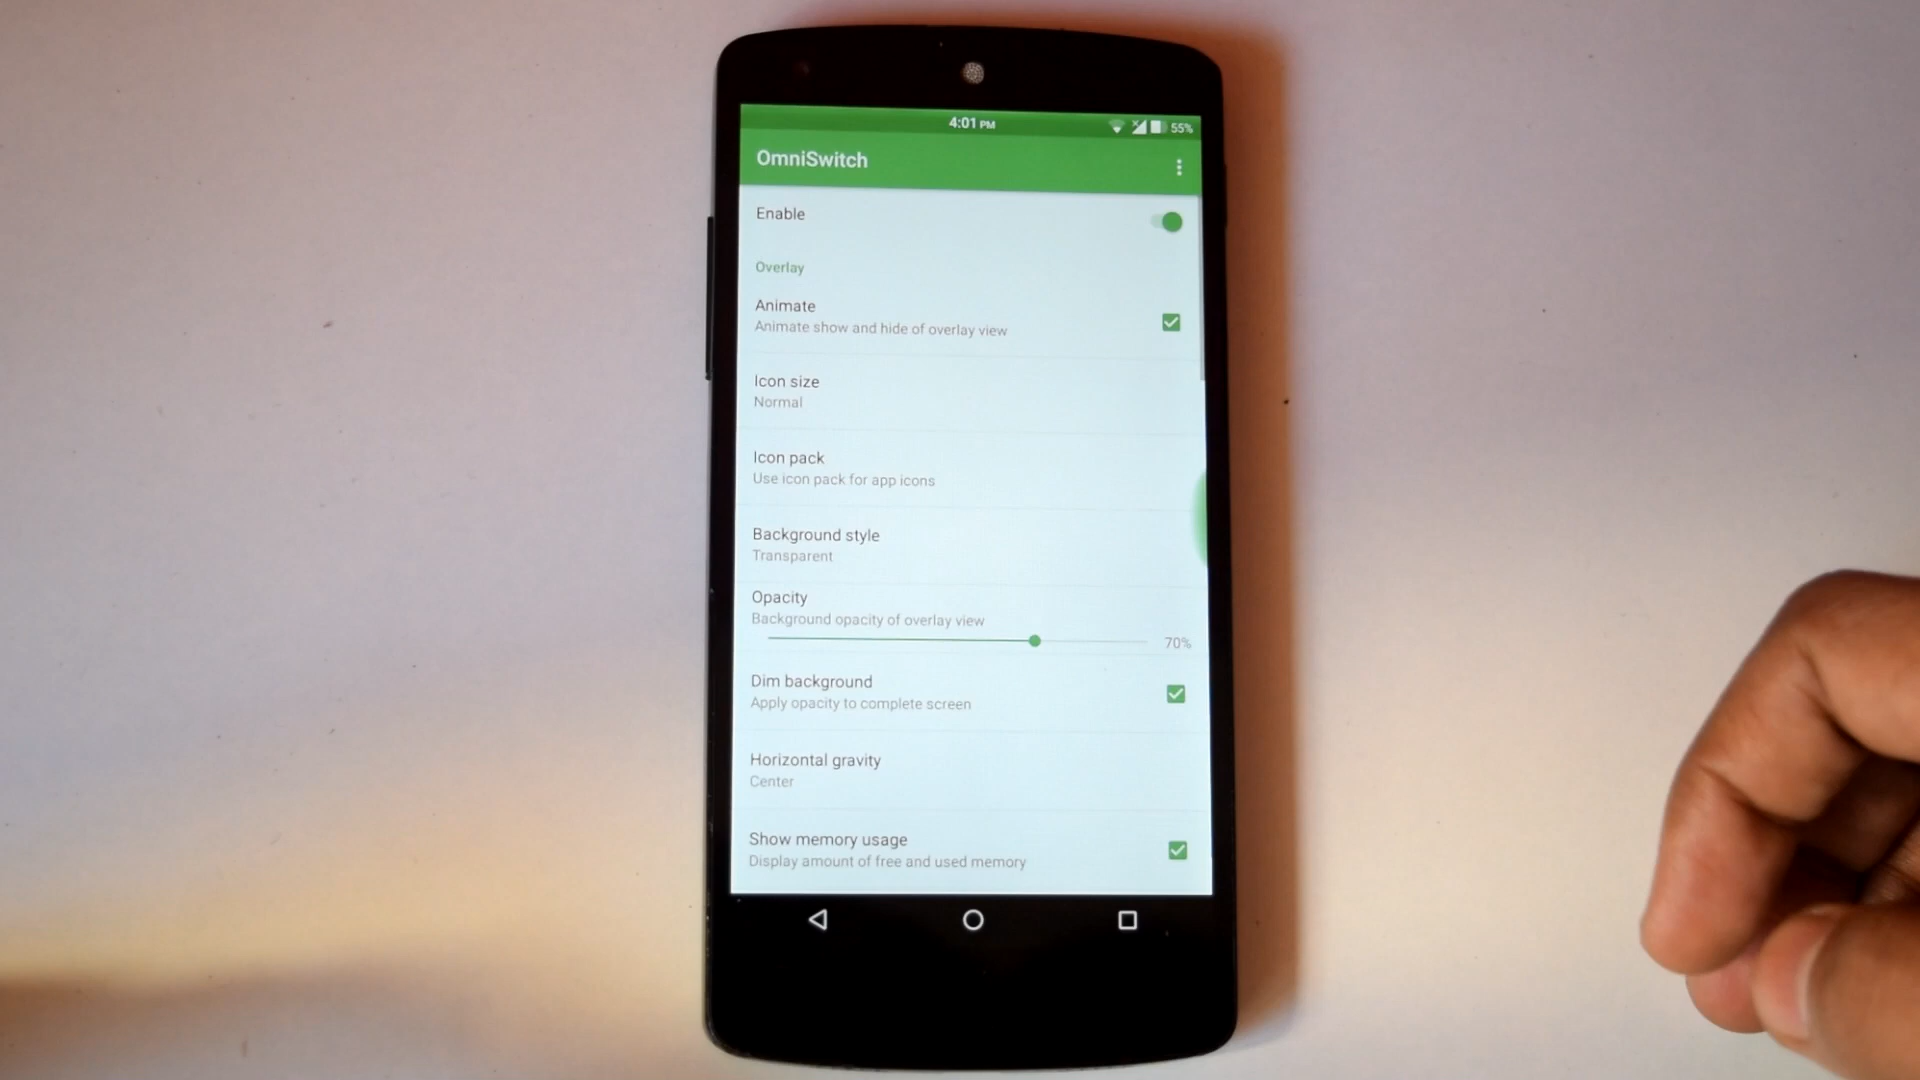 4:01 PM
55%
OmniSwitch
Enable
Overlay
Animate
Animate show and hide of overlay view
Icon size
Normal
Icon pack
Use icon pack for app icons
Background style
Transparent
Opacity
Background opacity of overlay view
70%
Dim background
Apply opacity to complete screen
Horizontal gravity
Center
Show memory usage
Display amount of free and used memory